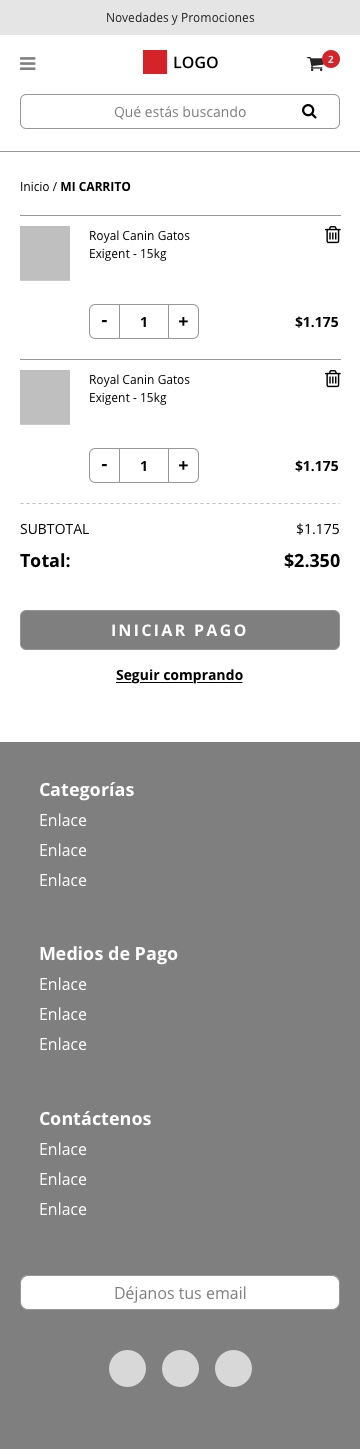 Novedades y Promociones
LOGO
2
Qué estás buscando
Inicio / MI CARRITO
Royal Canin Gatos
Exigent - 15kg
- 1 + $1.175
Royal Canin Gatos
Exigent - 15kg
- 1 + $1.175
SUBTOTAL $1.175
Total: $2.350
INICIAR PAGO
Seguir comprando
Categorías
Enlace
Enlace
Enlace
Medios de Pago
Enlace
Enlace
Enlace
Contáctenos
Enlace
Enlace
Enlace
Déjanos tus email